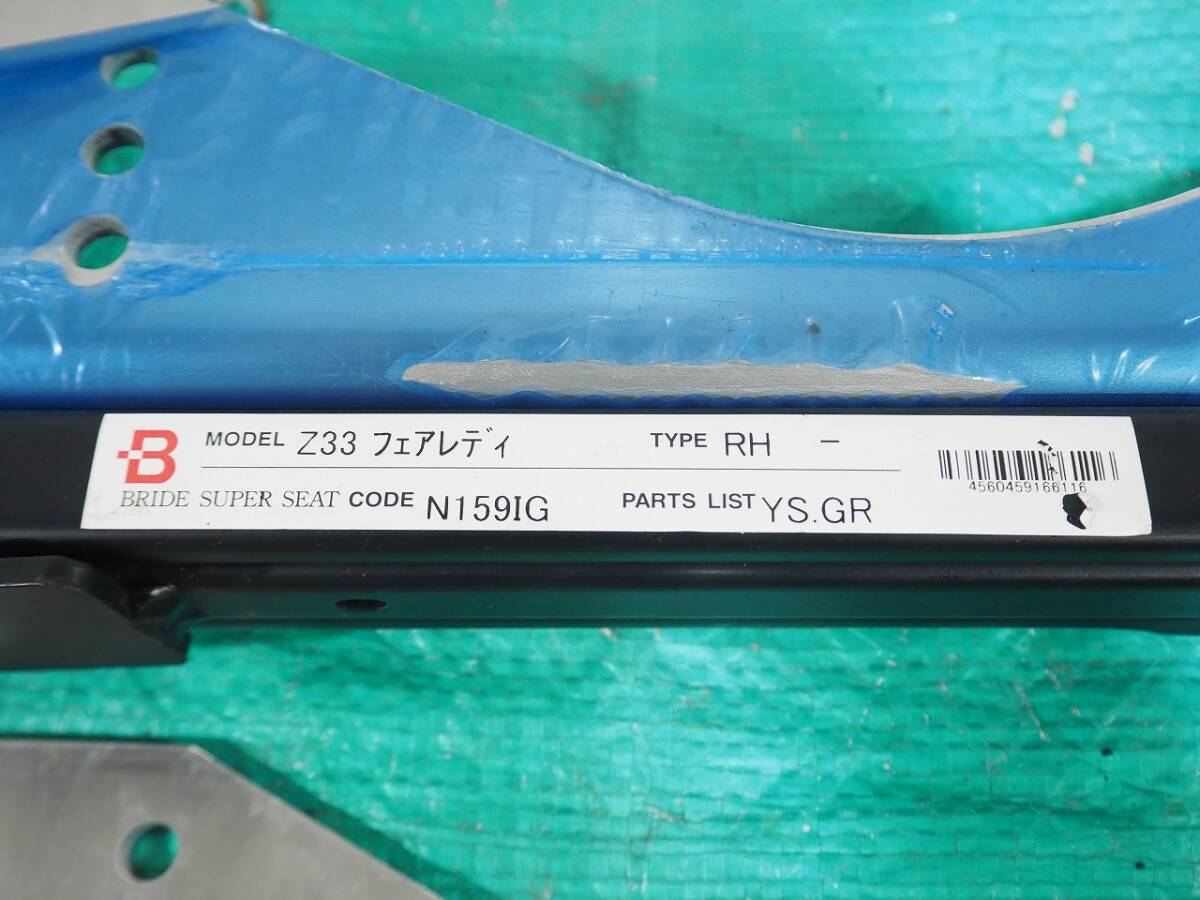 B MODEL Z33 フェアレディ TYPE RH -
BRIDE SUPER SEAT CODE N159IG PARTS LIST YS.GR
4560459166116